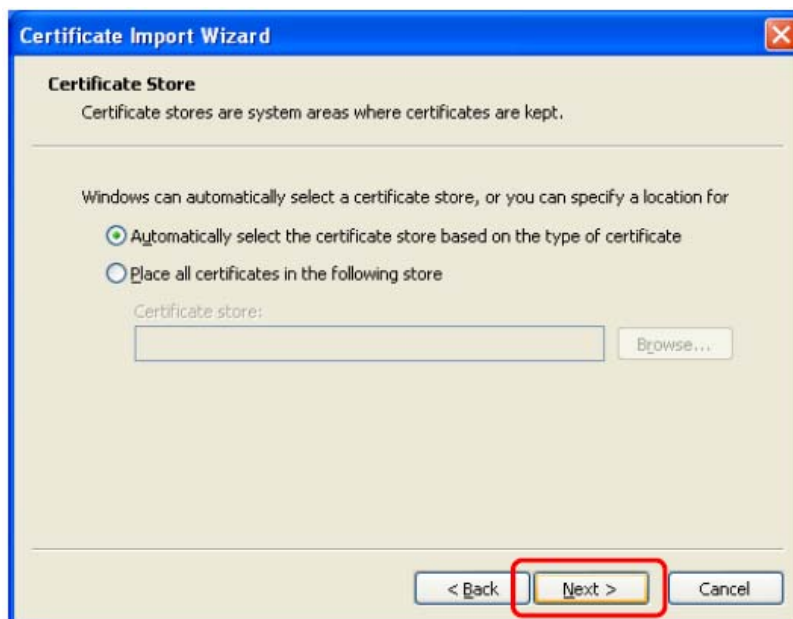 Certificate Import Wizard
Certificate Store
Certificate stores are system areas where certificates are kept.
Windows can automatically select a certificate store, or you can specify a location for
Automatically select the certificate store based on the type of certificate
Place all certificates in the following store
Certificate store:
Browse...
< Back Next > Cancel